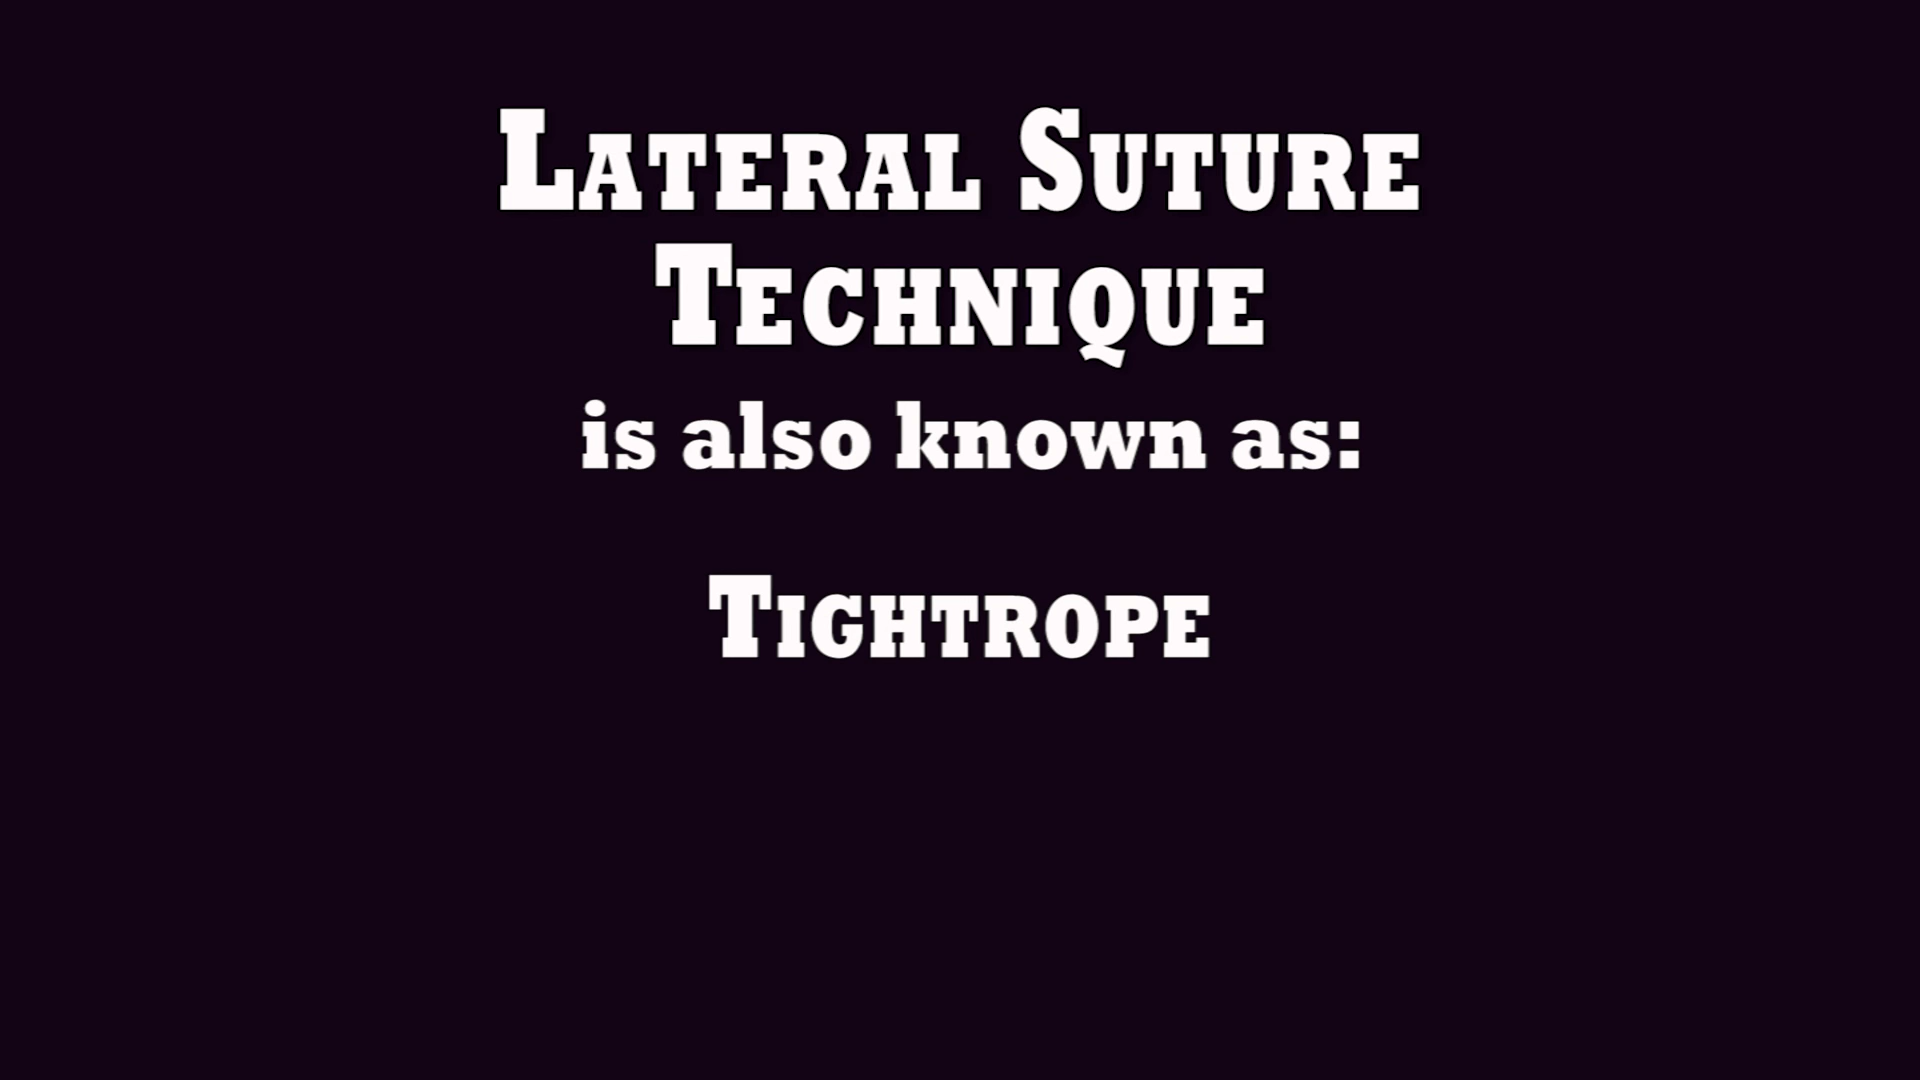 Lateral Suture
Technique
is also known as:
Tightrope